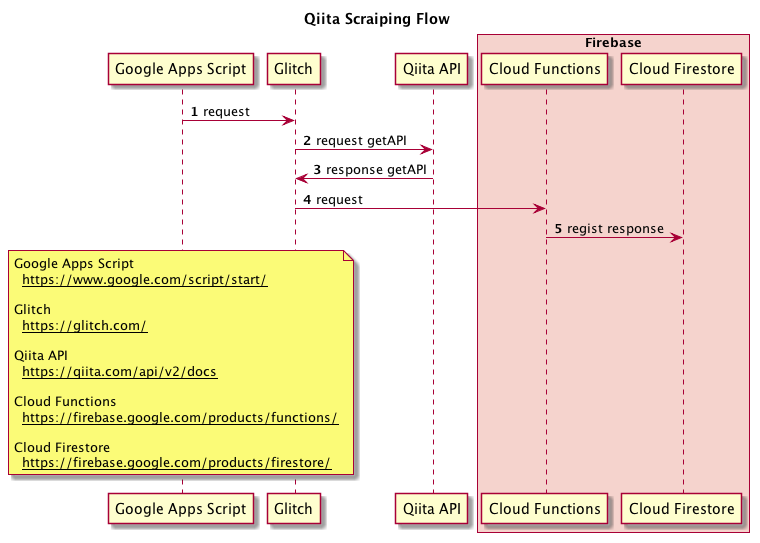 Qiita Scraiping Flow
Firebase
Google Apps Script
Glitch
Qiita API
Cloud Functions
Cloud Firestore
1 request
2 request getAPI
3 response getAPI
4 request
5 regist response
Google Apps Script
https://www.google.com/script/start/
Glitch
https://glitch.com/
Qiita API
https://qiita.com/api/v2/docs
Cloud Functions
https://firebase.google.com/products/functions/
Cloud Firestore
https://firebase.google.com/products/firestore/
Google Apps Script
Glitch
Qiita API
Cloud Functions
Cloud Firestore